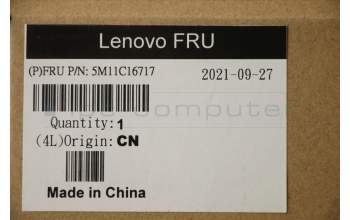 Lenovo FRU
(P)FRU P/N: 5M11C16717 2021-09-27
Quantity: 1
(4L)Origin: CN
Made in China